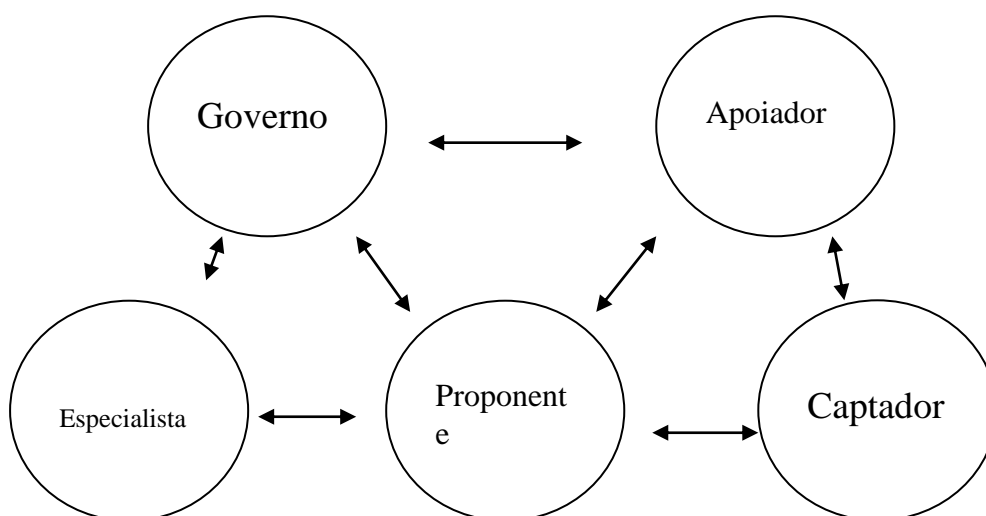 Governo
Apoiador
Especialista
Proponent
e
Captador